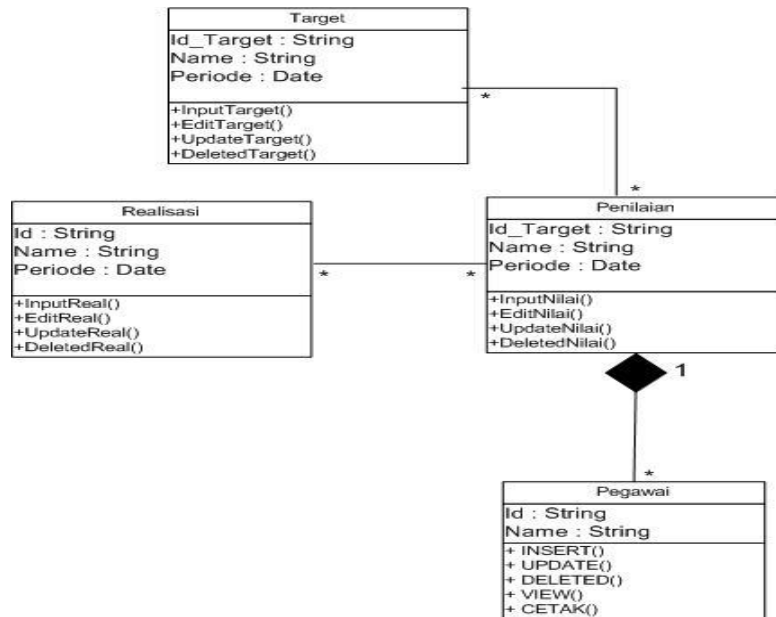 Target
Id_Target : String
Name : String
Periode : Date
+InputTarget()
+EditTarget()
+UpdateTarget()
+DeletedTarget()
*
*
Realisasi
Id : String
Name : String
Periode : Date
+InputReal()
+EditReal()
+UpdateReal()
+DeletedReal()
*
*
Penilaian
Id_Target : String
Name : String
Periode : Date
+InputNilai()
+EditNilai()
+UpdateNilai()
+DeletedNilai()
1
*
Pegawai
Id : String
Name : String
+ INSERT()
+ UPDATE()
+ DELETED()
+ VIEW()
+ CETAK()